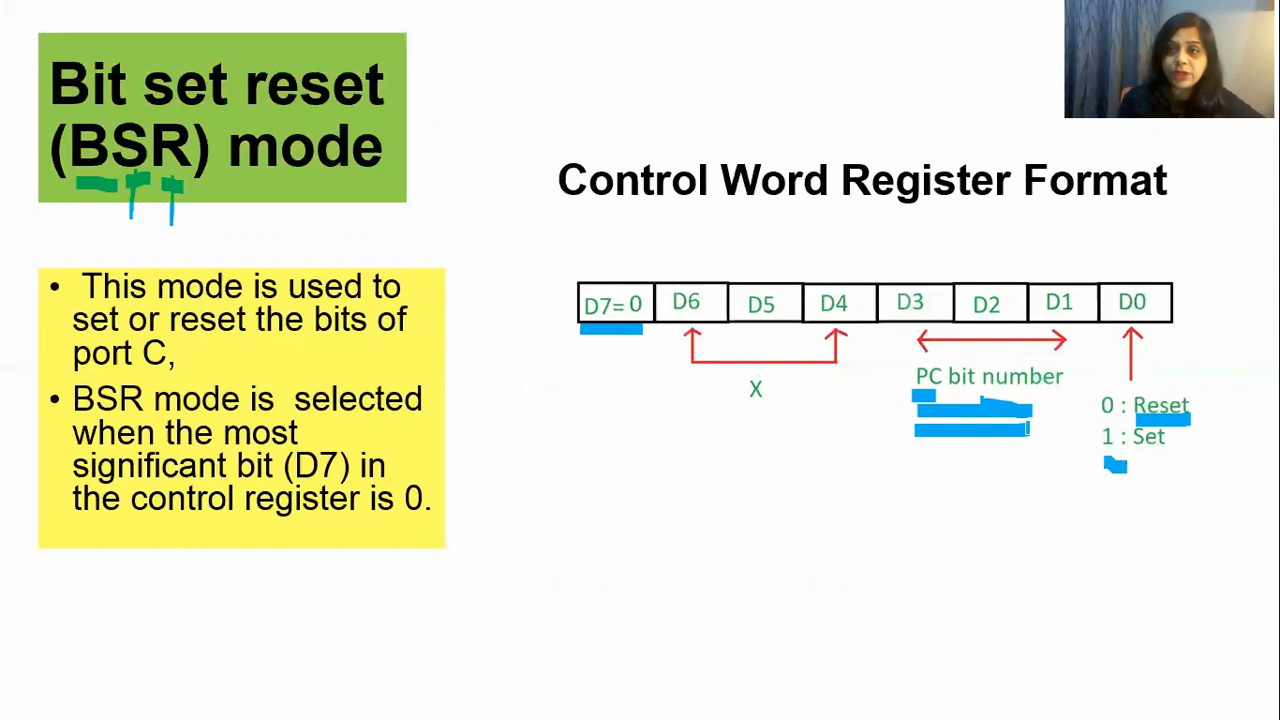 Bit set reset
(BSR) mode
Control Word Register Format
• This mode is used to
set or reset the bits of
port C,
• BSR mode is selected
when the most
significant bit (D7) in
the control register is 0.
D7=0 D6 D5 D4 D3 D2 D1 D0
X
PC bit number
0 : Reset
1 : Set